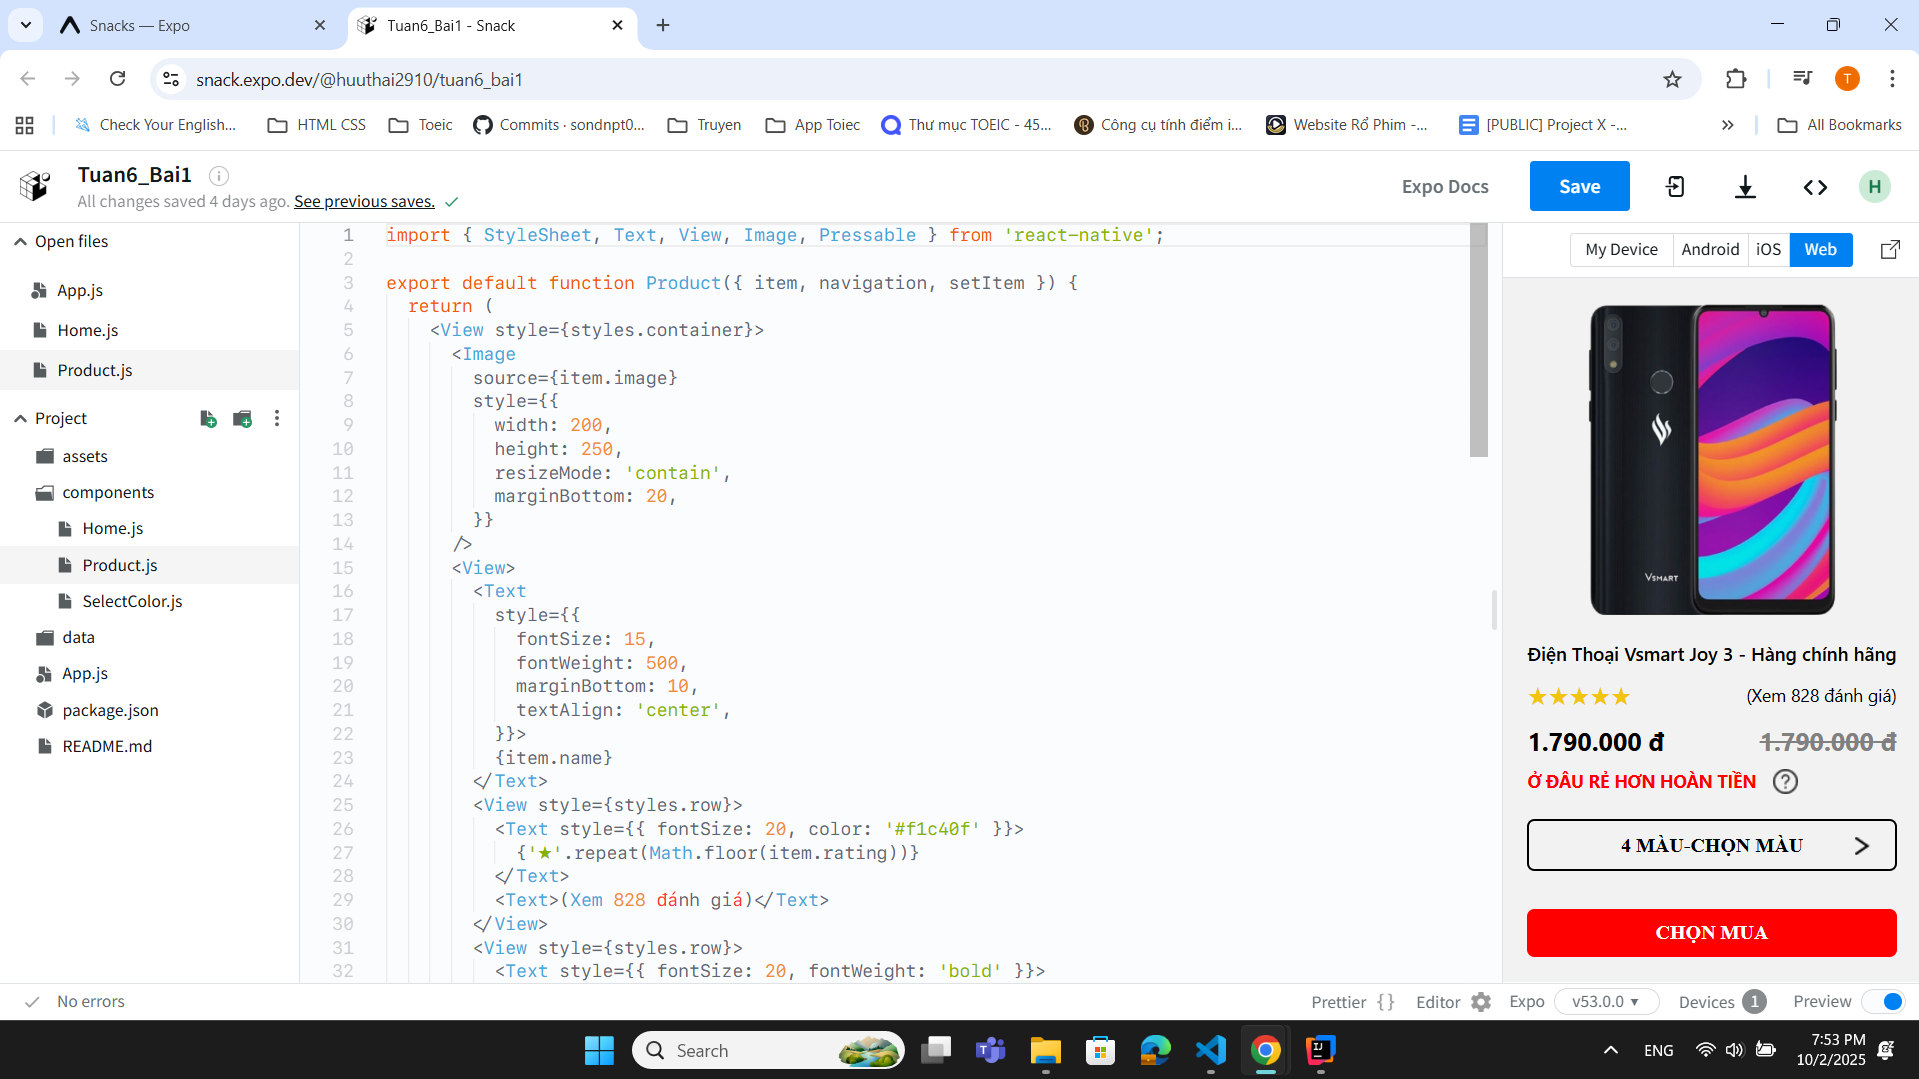 Snacks — Expo
Tuan6_Bai1 - Snack
snack.expo.dev/@huuthai2910/tuan6_bai1
T
Check Your English...
HTML CSS
Toeic
Commits · sondnpt0...
Truyen
App Toiec
Thư mục TOEIC - 45...
Công cụ tính điểm i...
Website Rổ Phim -...
[PUBLIC] Project X -...
All Bookmarks
Tuan6_Bai1
All changes saved 4 days ago. See previous saves.
Expo Docs
Save
H
Open files
App.js
Home.js
Product.js
Project
assets
components
Home.js
Product.js
SelectColor.js
data
App.js
package.json
README.md
1 import { StyleSheet, Text, View, Image, Pressable } from 'react-native';
2
3 export default function Product({ item, navigation, setItem }) {
4 return (
5 <View style={styles.container}>
6 <Image
7 source={item.image}
8 style={{
9 width: 200,
10 height: 250,
11 resizeMode: 'contain',
12 marginBottom: 20,
13 }}
14 />
15 <View>
16 <Text
17 style={{
18 fontSize: 15,
19 fontWeight: 500,
20 marginBottom: 10,
21 textAlign: 'center',
22 }}>
23 {item.name}
24 </Text>
25 <View style={styles.row}>
26 <Text style={{ fontSize: 20, color: '#f1c40f' }}>
27 {'★'.repeat(Math.floor(item.rating))}
28 </Text>
29 <Text>(Xem 828 đánh giá)</Text>
30 </View>
31 <View style={styles.row}>
32 <Text style={{ fontSize: 20, fontWeight: 'bold' }}>
My Device
Android
iOS
Web
VSMART
Điện Thoại Vsmart Joy 3 - Hàng chính hãng
★★★★★ (Xem 828 đánh giá)
1.790.000 đ 1.790.000 đ
Ở ĐÂU RẺ HƠN HOÀN TIỀN ?
4 MÀU-CHỌN MÀU
CHỌN MUA
No errors
Prettier {}
Editor
Expo
v53.0.0
Devices 1
Preview
Search
ENG
7:53 PM
10/2/2025